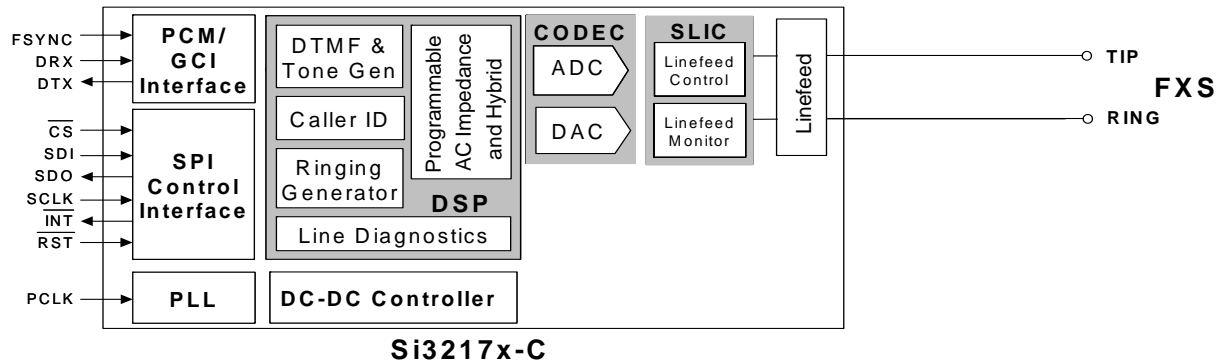 FSYNC
DRX
DTX
PCM/
GCI
Interface
CS
SDI
SDO
SCLK
INT
RST
SPI
Control
Interface
PCLK
PLL
DTMF &
Tone Gen
Caller ID
Ringing
Generator
Programmable
AC Impedance
and Hybrid
DSP
Line Diagnostics
DC-DC Controller
CODEC
ADC
DAC
SLIC
Linefeed
Control
Linefeed
Monitor
Linefeed
TIP
FXS
RING
Si3217x-C